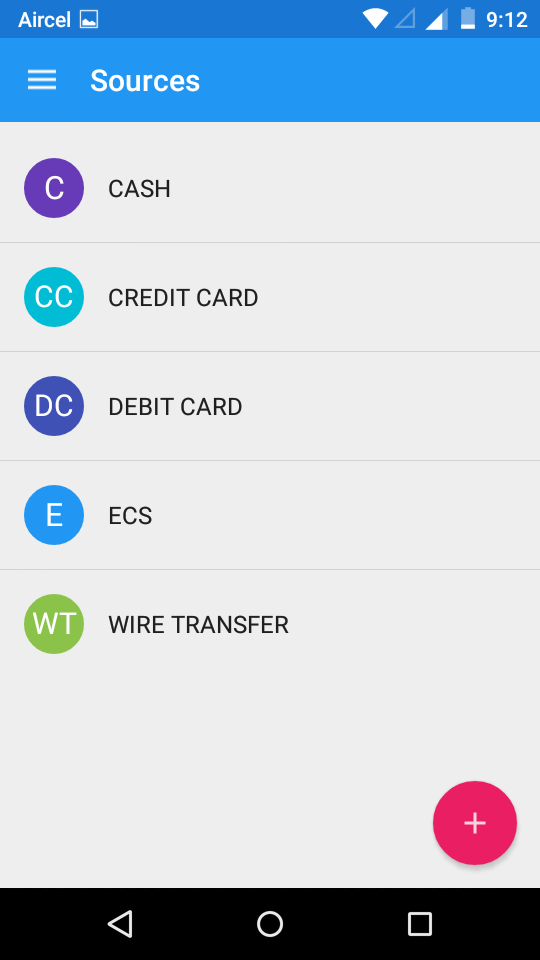 Aircel 9:12
Sources
C CASH
CC CREDIT CARD
DC DEBIT CARD
E ECS
WT WIRE TRANSFER
+